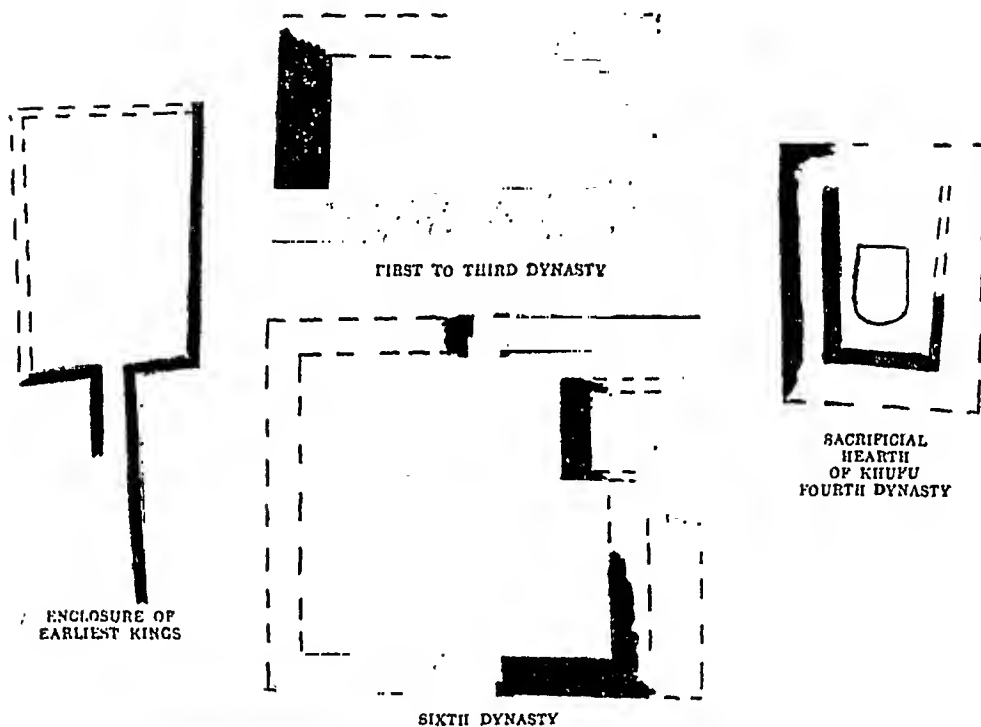 FIRST TO THIRD DYNASTY
SACRIFICIAL
HEARTH
OF KHUFU
FOURTH DYNASTY
ENCLOSURE OF
EARLIEST KINGS
SIXTH DYNASTY